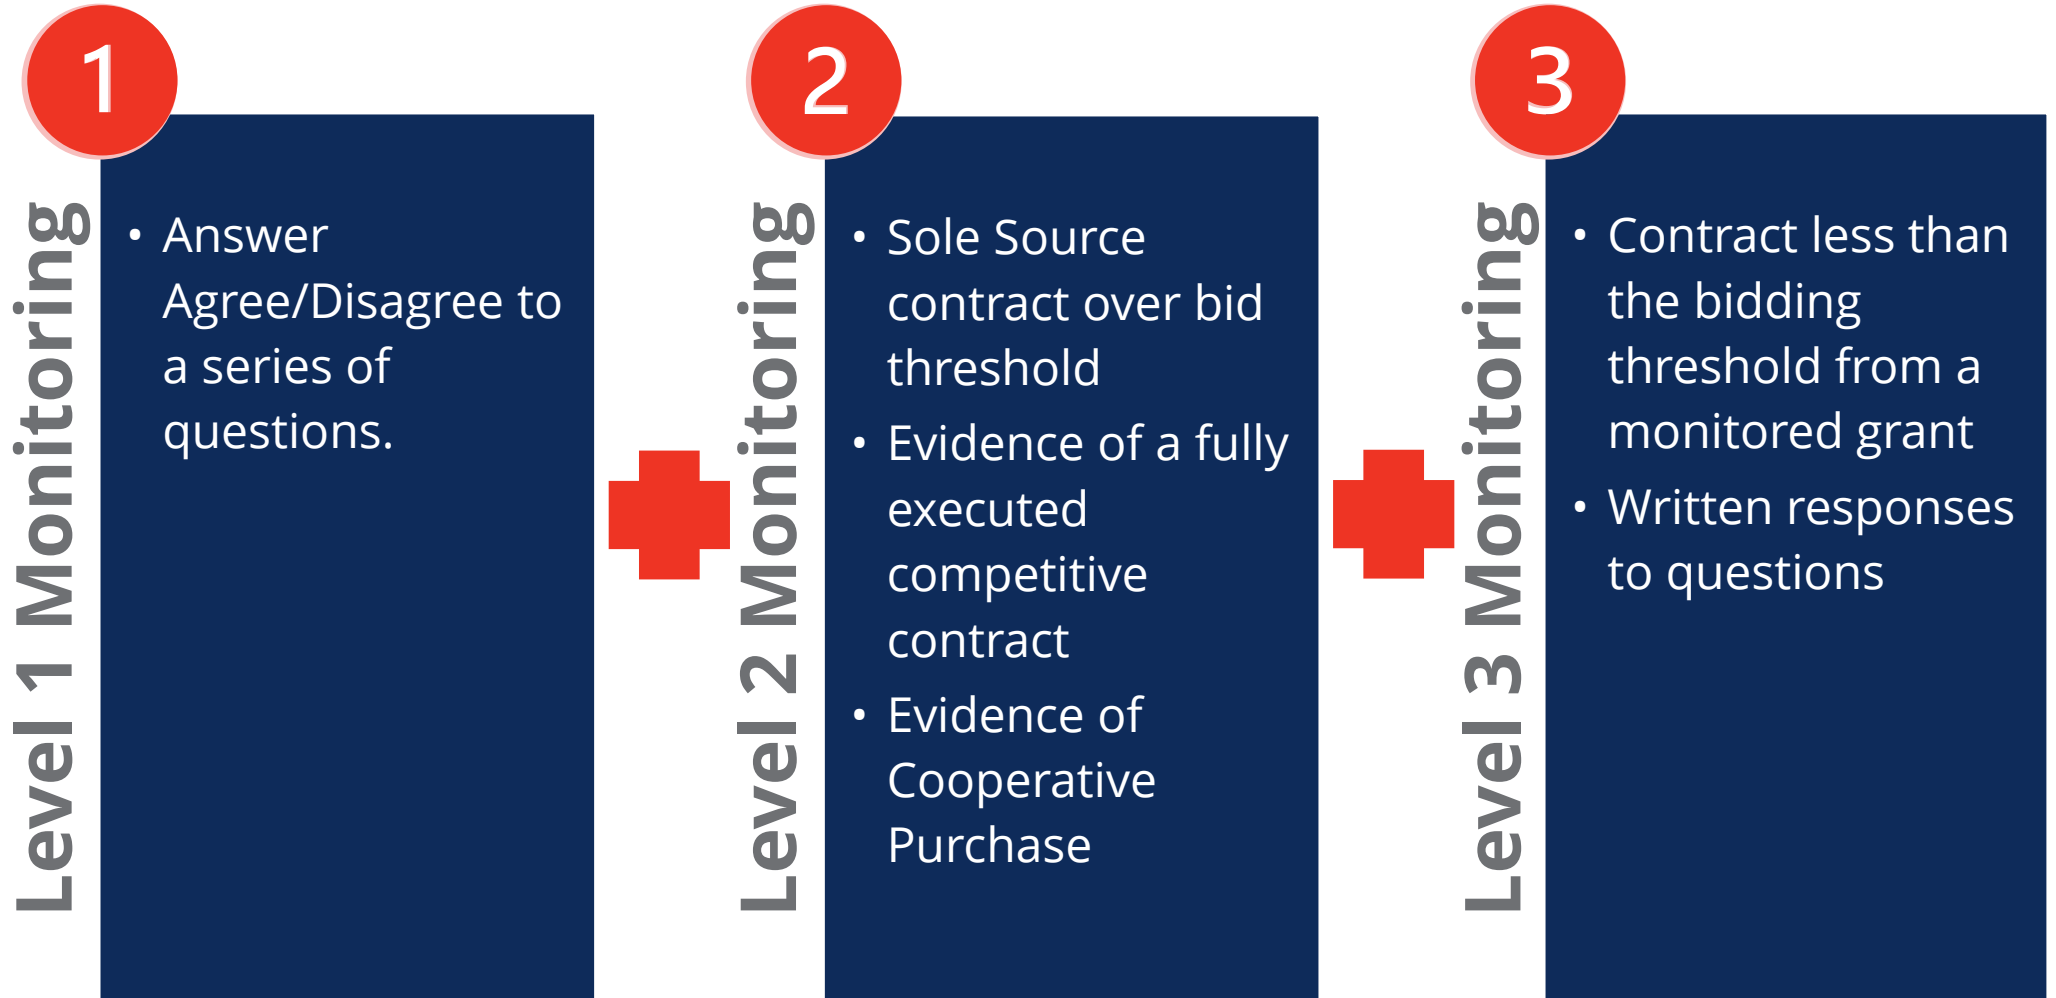 1
Level 1 Monitoring
• Answer
Agree/Disagree to
a series of
questions.
2
Level 2 Monitoring
• Sole Source
contract over bid
threshold
• Evidence of a fully
executed
competitive
contract
• Evidence of
Cooperative
Purchase
3
Level 3 Monitoring
• Contract less than
the bidding
threshold from a
monitored grant
• Written responses
to questions